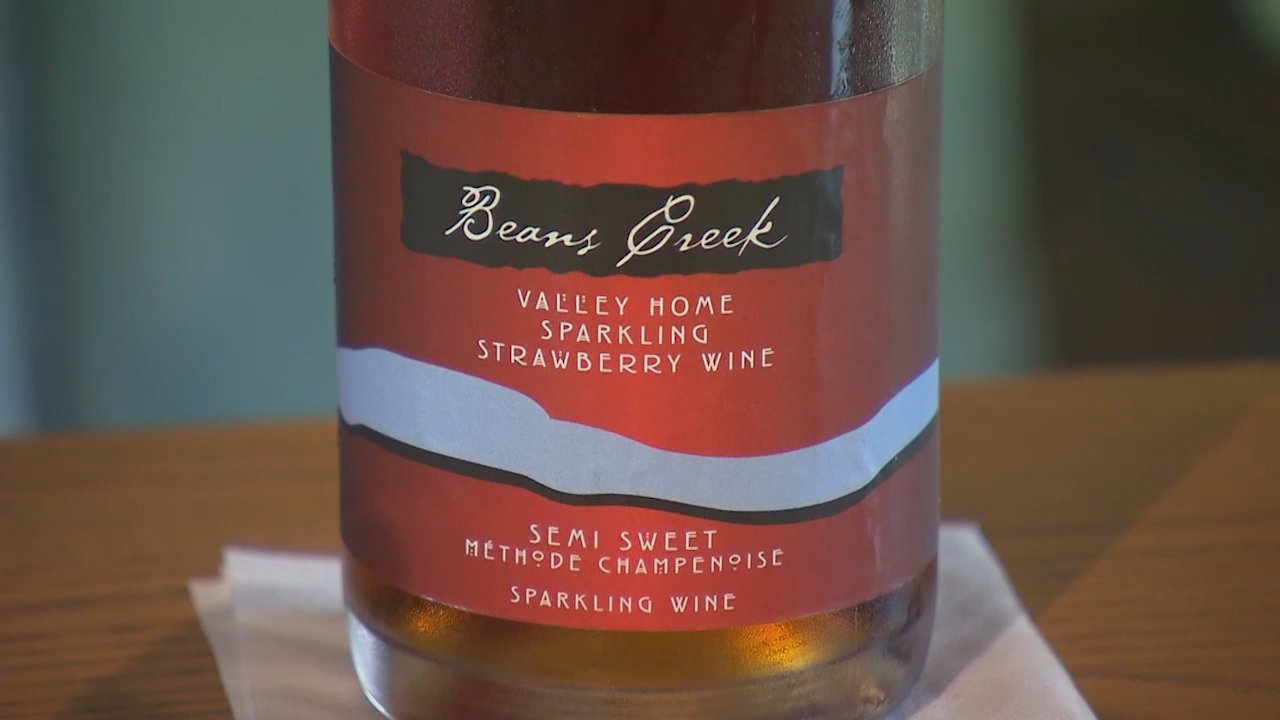 Beans Creek
VALLEY HOME
SPARKLING
STRAWBERRY WINE
SEMI SWEET
MÉTHODE CHAMPENOISE
SPARKLING WINE